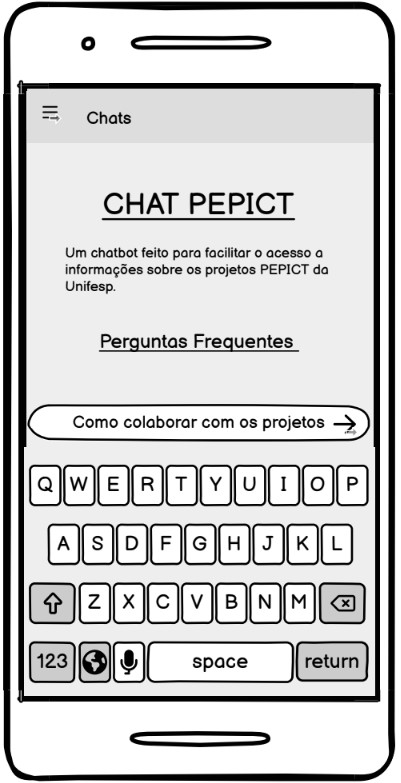 Chats
CHAT PEPICT
Um chatbot feito para facilitar o acesso a
informações sobre os projetos PEPICT da
Unifesp.
Perguntas Frequentes
Como colaborar com os projetos
Q W E R T Y U I O P
A S D F G H J K L
Z X C V B N M
123 space return